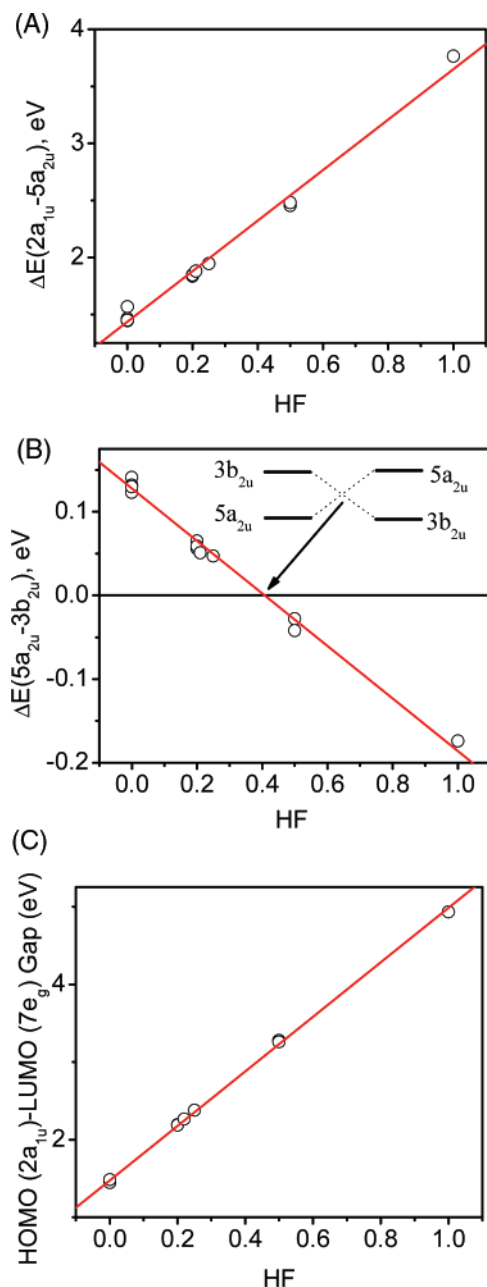 (A)
ΔE(2a1u-5a2u), eV
4
3
2
0.0 0.2 0.4 0.6 0.8 1.0
HF
(B)
ΔE(5a2u-3b2u), eV
0.1
0.0
-0.1
-0.2
3b2u 5a2u
5a2u 3b2u
0.0 0.2 0.4 0.6 0.8 1.0
HF
(C)
HOMO (2a1u)-LUMO (7eg) Gap (eV)
4
2
0.0 0.2 0.4 0.6 0.8 1.0
HF